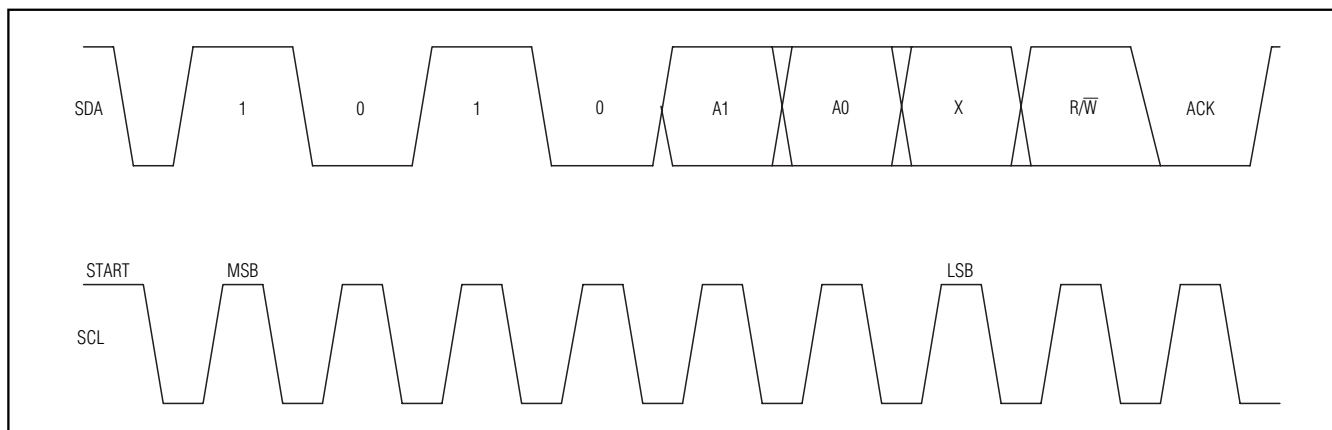 SDA 1 0 1 0 A1 A0 X R/W̅ ACK
START MSB LSB
SCL